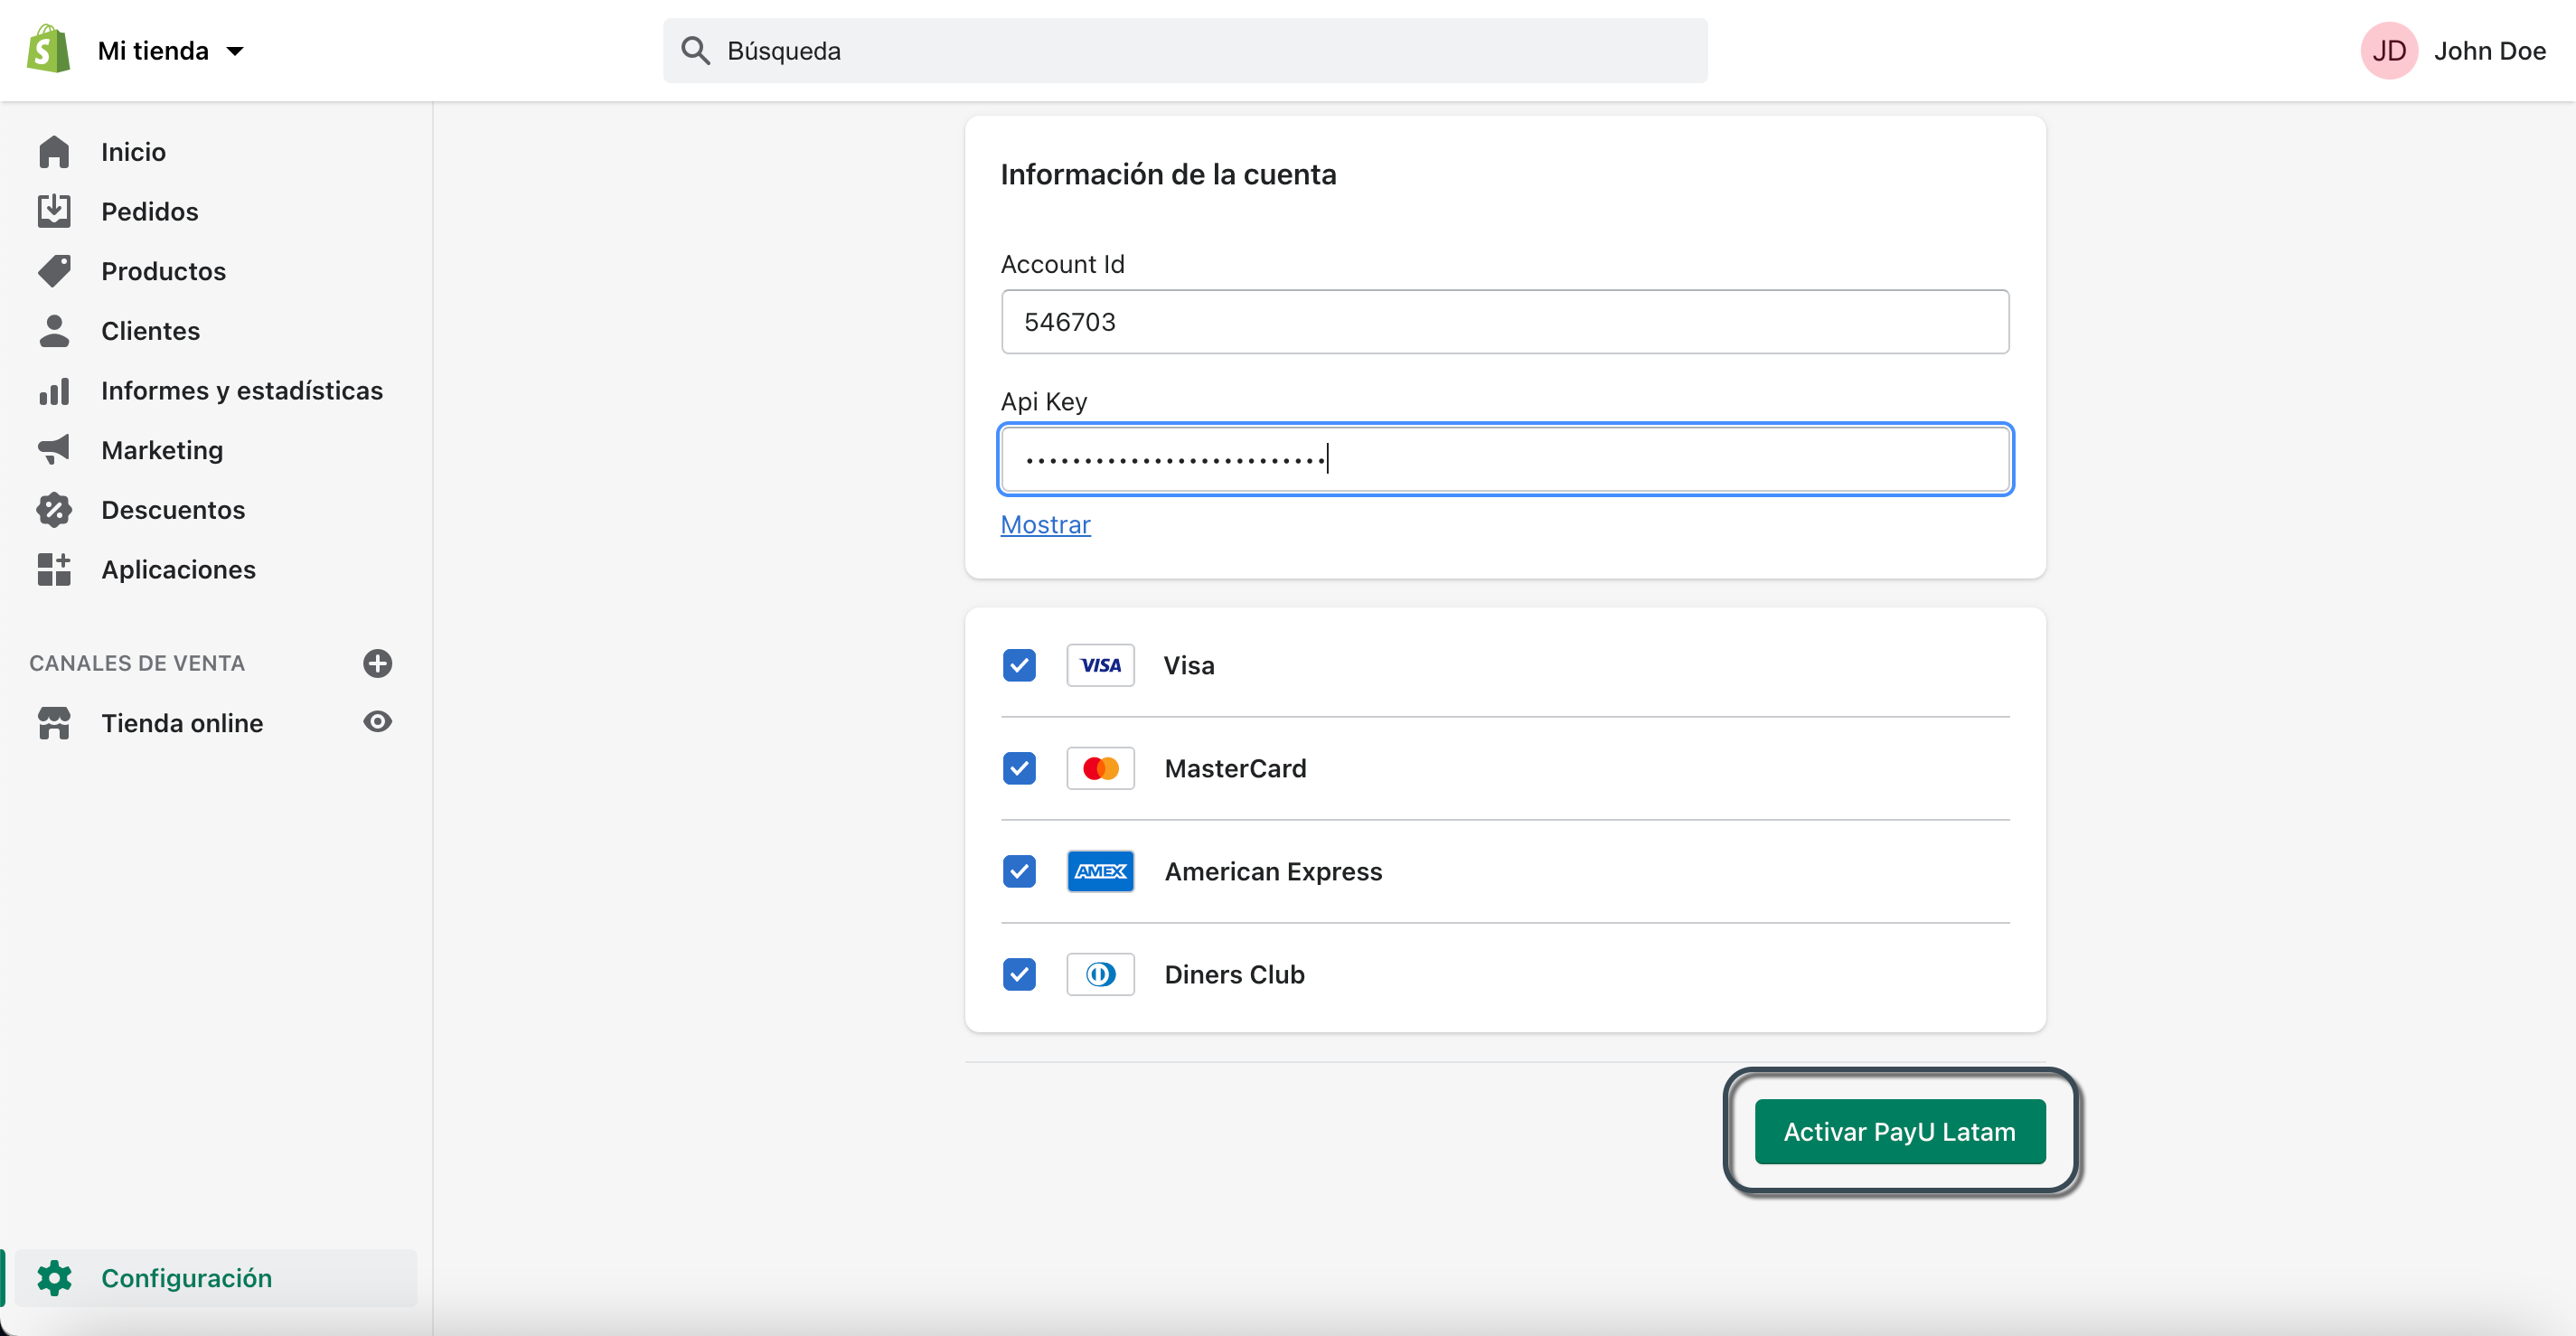 Mi tienda
Búsqueda
JD
John Doe
Inicio
Pedidos
Productos
Clientes
Informes y estadísticas
Marketing
Descuentos
Aplicaciones
CANALES DE VENTA
Tienda online
Configuración
Información de la cuenta
Account Id
546703
Api Key
••••••••••••••••••••••••••
Mostrar
VISA Visa
MasterCard
AMEX American Express
Diners Club
Activar PayU Latam